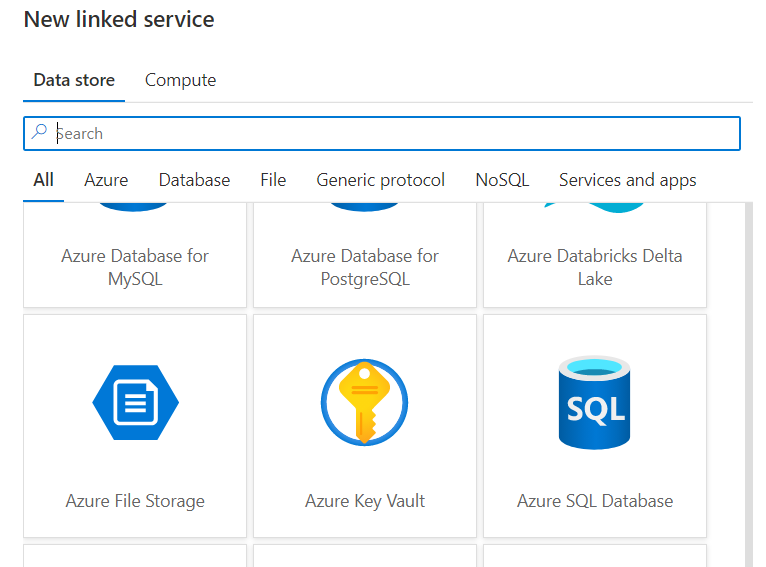 New linked service
Data store Compute
Search
All Azure Database File Generic protocol NoSQL Services and apps
Azure Database for
MySQL
Azure Database for
PostgreSQL
Azure Databricks Delta
Lake
SQL
Azure File Storage
Azure Key Vault
Azure SQL Database